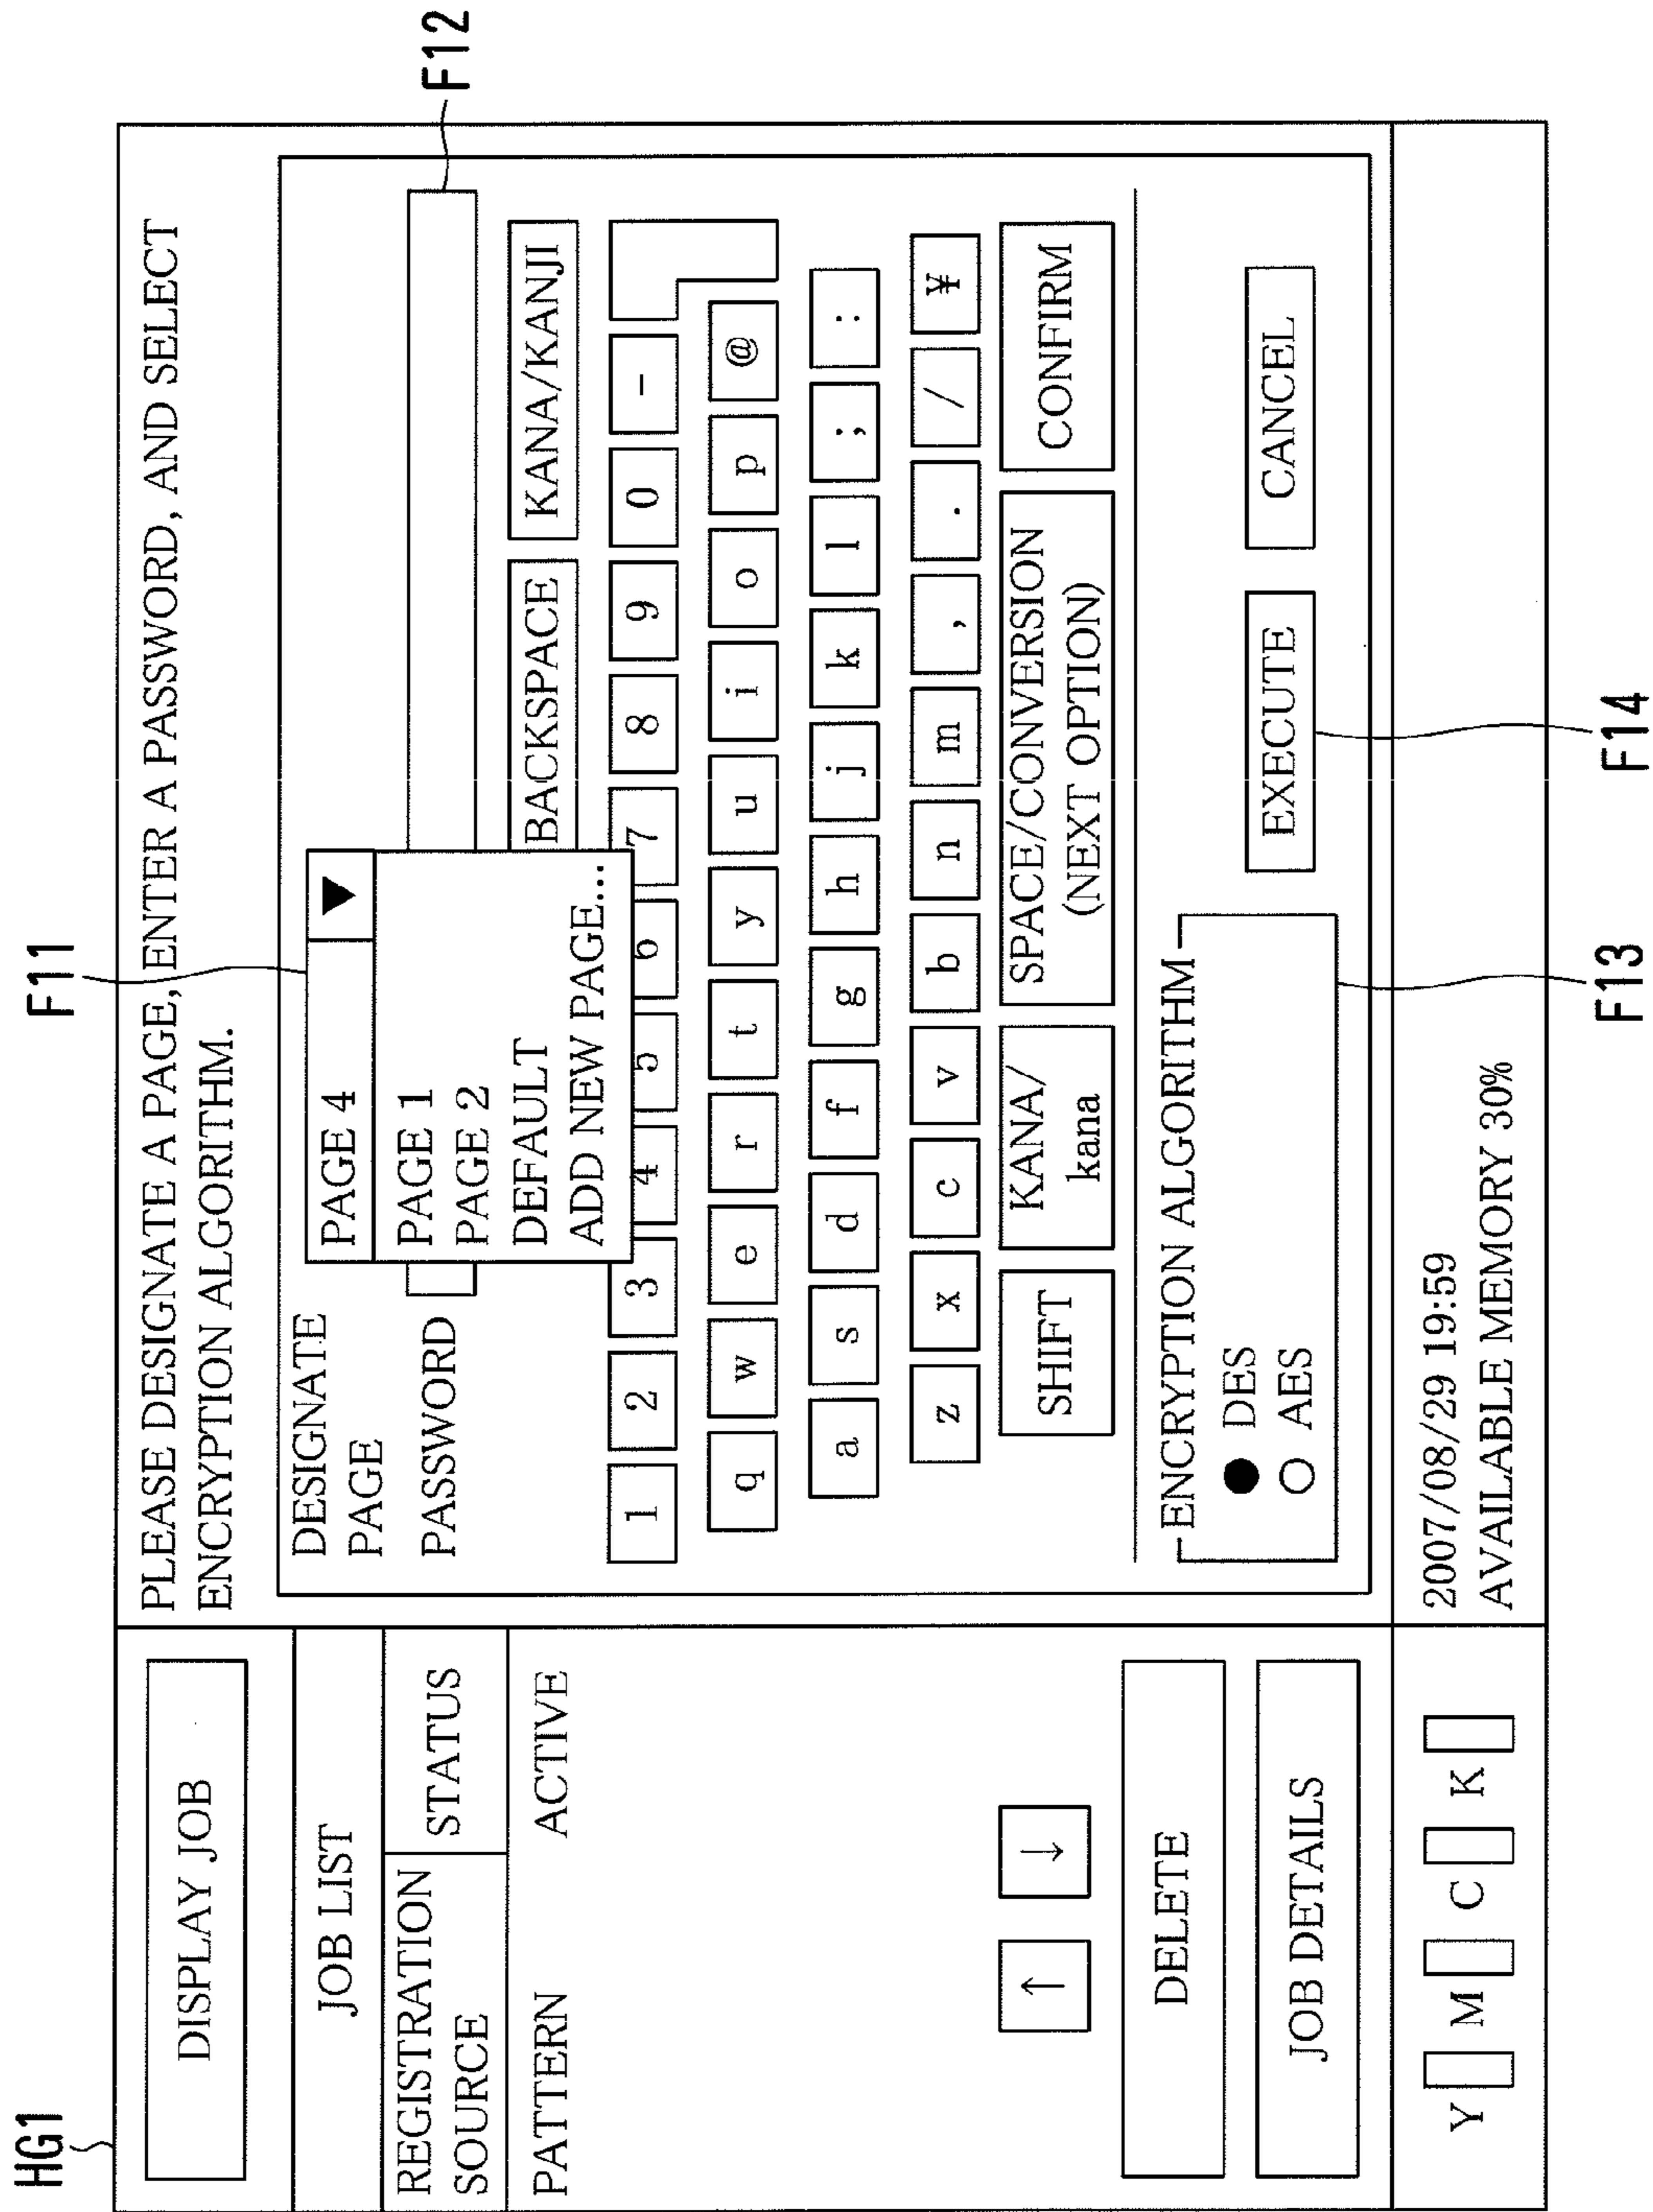 HG1
F11
F12
DISPLAY JOB
JOB LIST
REGISTRATION
SOURCE
STATUS
PATTERN ACTIVE
↑ ↓
DELETE
JOB DETAILS
Y M C K
PLEASE DESIGNATE A PAGE, ENTER A PASSWORD, AND SELECT
ENCRYPTION ALGORITHM.
DESIGNATE
PAGE
PAGE 4 ▼
PAGE 1
PAGE 2
DEFAULT
ADD NEW PAGE...
PASSWORD
BACKSPACE KANA/KANJI
1 2 3 4 5 6 7 8 9 0 -
q w e r t y u i o p @
a s d f g h j k l ; :
z x c v b n m , . / ¥
SHIFT
KANA/
kana
SPACE/CONVERSION
(NEXT OPTION)
CONFIRM
ENCRYPTION ALGORITHM
● DES
○ AES
EXECUTE CANCEL
2007/08/29 19:59
AVAILABLE MEMORY 30%
F13
F14